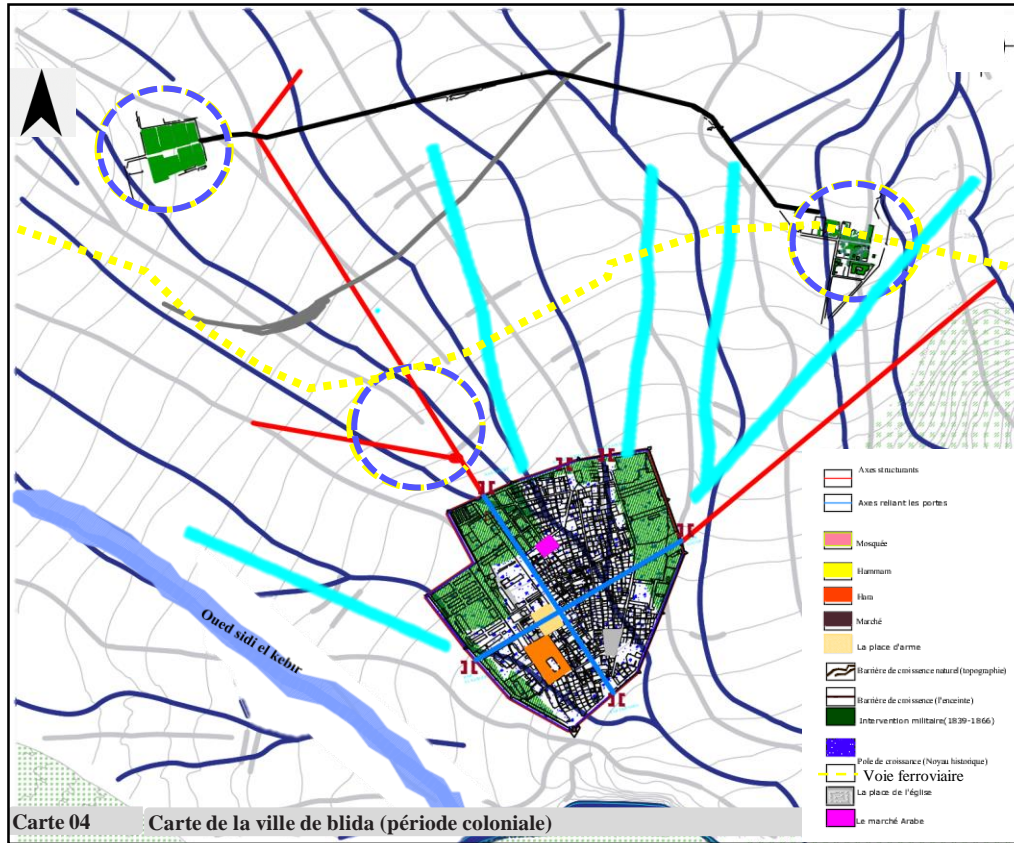 Oued sidi el kebir
Axes structurants
Axes reliant les portes
Mosquée
Hammam
Hara
Marché
La place d'arme
Barrière de croissance naturel (topographie)
Barrière de croissance (l'enceinte)
Intervention militaire(1839-1866)
Pole de croissance (Noyau historique)
Voie ferroviaire
La place de l'église
Le marché Arabe
Carte 04 Carte de la ville de blida (période coloniale)